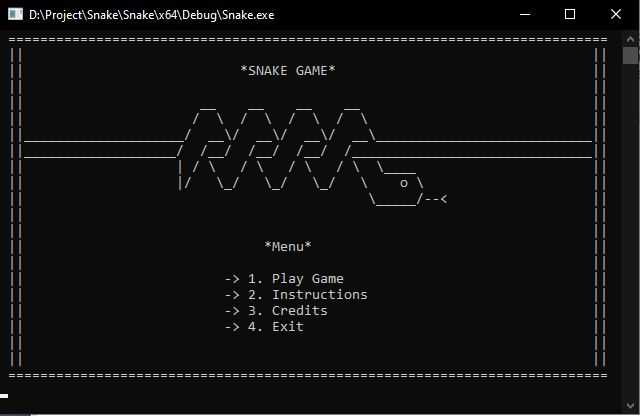 D:\Project\Snake\Snake\x64\Debug\Snake.exe
*SNAKE GAME*
*Menu*
-> 1. Play Game
-> 2. Instructions
-> 3. Credits
-> 4. Exit